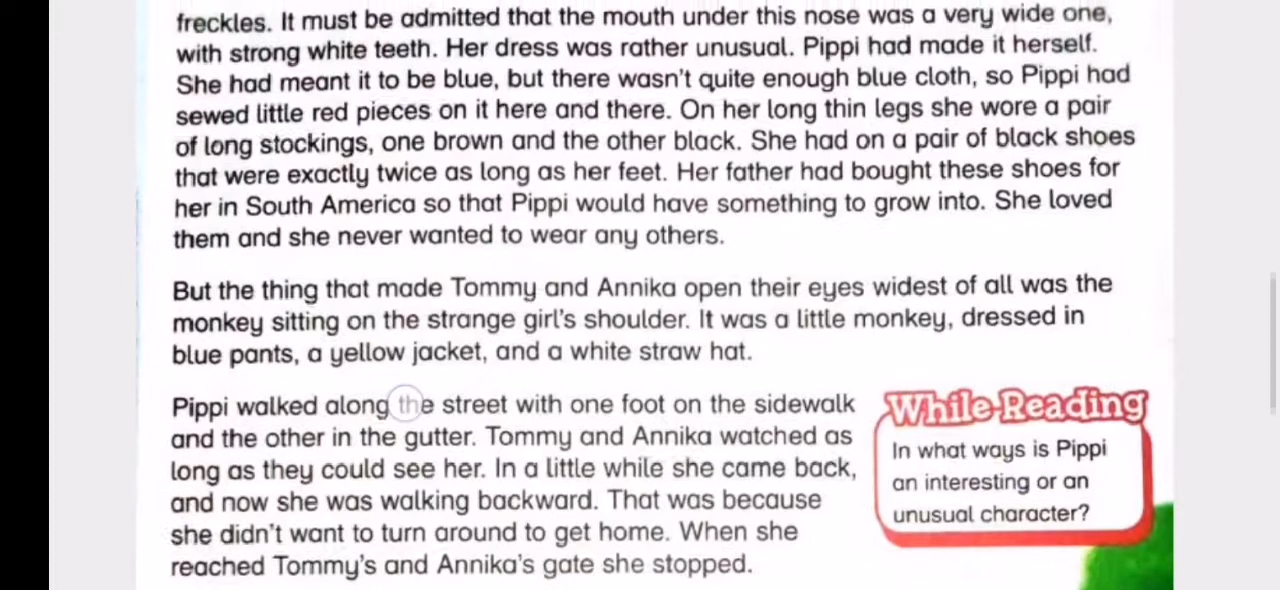 freckles. It must be admitted that the mouth under this nose was a very wide one,
with strong white teeth. Her dress was rather unusual. Pippi had made it herself.
She had meant it to be blue, but there wasn't quite enough blue cloth, so Pippi had
sewed little red pieces on it here and there. On her long thin legs she wore a pair
of long stockings, one brown and the other black. She had on a pair of black shoes
that were exactly twice as long as her feet. Her father had bought these shoes for
her in South America so that Pippi would have something to grow into. She loved
them and she never wanted to wear any others.
But the thing that made Tommy and Annika open their eyes widest of all was the
monkey sitting on the strange girl's shoulder. It was a little monkey, dressed in
blue pants, a yellow jacket, and a white straw hat.
Pippi walked along the street with one foot on the sidewalk
and the other in the gutter. Tommy and Annika watched as
long as they could see her. In a little while she came back,
and now she was walking backward. That was because
she didn't want to turn around to get home. When she
reached Tommy's and Annika's gate she stopped.
While Reading
In what ways is Pippi
an interesting or an
unusual character?